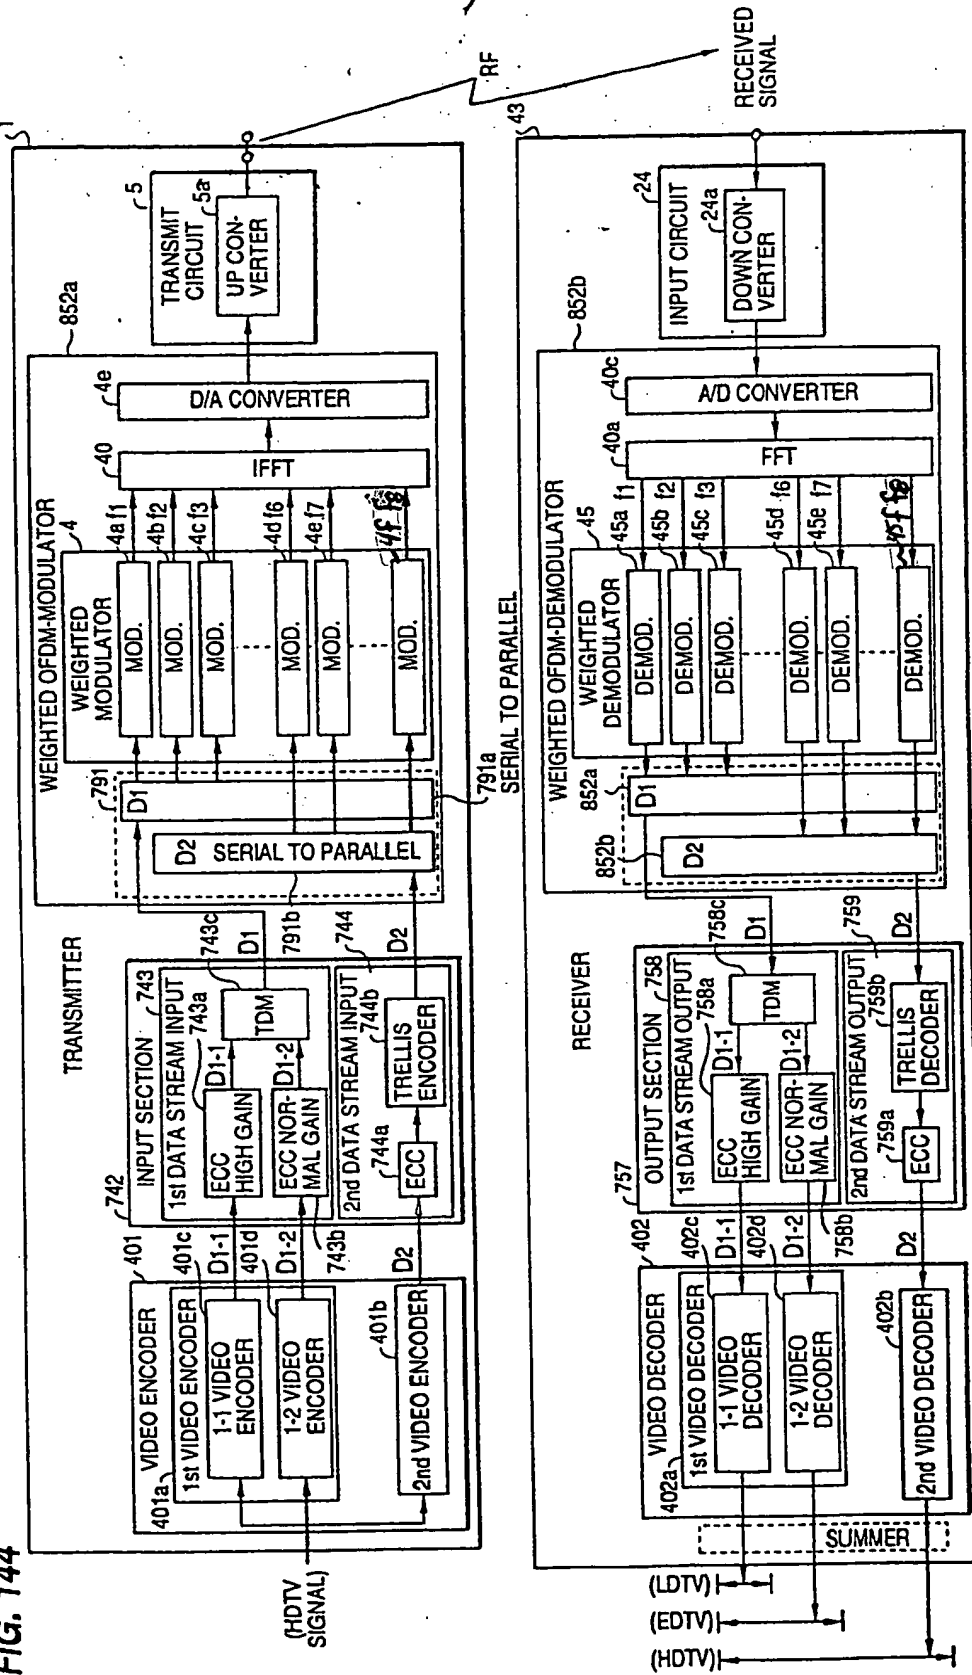 FIG. 144
TRANSMITTER
1
(HDTV
SIGNAL)
VIDEO ENCODER
401
401a
1st VIDEO ENCODER
401c
1-1 VIDEO
ENCODER
D1-1
401d
1-2 VIDEO
ENCODER
D1-2
401b
2nd VIDEO ENCODER
D2
742
INPUT SECTION
743
1st DATA STREAM INPUT
743a
ECC
HIGH GAIN
D1-1
ECC NOR-
MAL GAIN
743b
D1-2
743c
TDM
D1
744
2nd DATA STREAM INPUT
744a
ECC
744b
TRELLIS
ENCODER
D2
WEIGHTED OFDM-MODULATOR
852a
791
D1
791a
D2
SERIAL TO PARALLEL
791b
WEIGHTED
MODULATOR
4
MOD.
4a f1
MOD.
4b f2
MOD.
4c f3
MOD.
4d f6
MOD.
4e f7
MOD.
4f f8
40
IFFT
4e
D/A CONVERTER
5
TRANSMIT
CIRCUIT
5a
UP CON-
VERTER
RF
RECEIVED
SIGNAL
SERIAL TO PARALLEL
RECEIVER
43
(LDTV)
(EDTV)
(HDTV)
SUMMER
VIDEO DECODER
402
402a
1st VIDEO DECODER
402c
1-1 VIDEO
DECODER
D1-1
402d
1-2 VIDEO
DECODER
D1-2
402b
2nd VIDEO DECODER
D2
757
OUTPUT SECTION
758
1st DATA STREAM OUTPUT
758a
ECC
HIGH GAIN
D1-1
ECC NOR-
MAL GAIN
758b
D1-2
758c
TDM
D1
759
2nd DATA STREAM OUTPUT
759a
ECC
759b
TRELLIS
DECODER
D2
WEIGHTED OFDM-DEMODULATOR
852b
852a
D1
852b
D2
WEIGHTED
DEMODULATOR
45
DEMOD.
45a f1
DEMOD.
45b f2
DEMOD.
45c f3
DEMOD.
45d f6
DEMOD.
45e f7
DEMOD.
45f f8
40a
FFT
40c
A/D CONVERTER
24
INPUT CIRCUIT
24a
DOWN CON-
VERTER